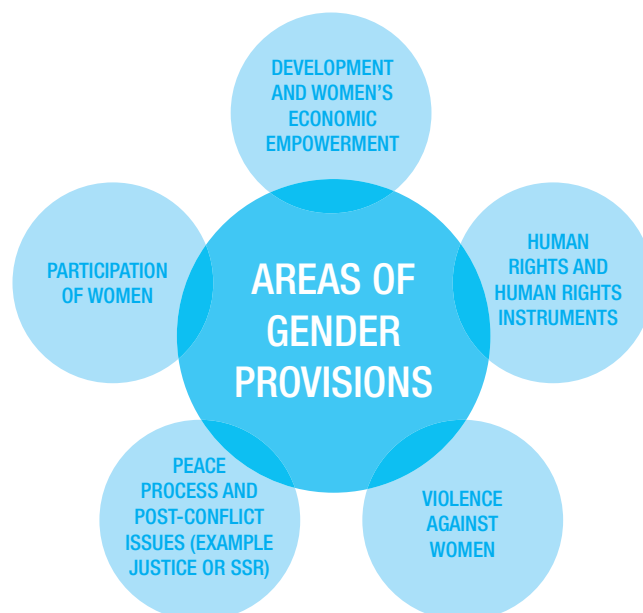 DEVELOPMENT
AND WOMEN'S
ECONOMIC
EMPOWERMENT
PARTICIPATION
OF WOMEN
AREAS OF
GENDER
PROVISIONS
HUMAN
RIGHTS AND
HUMAN RIGHTS
INSTRUMENTS
PEACE
PROCESS AND
POST-CONFLICT
ISSUES (EXAMPLE
JUSTICE OR SSR)
VIOLENCE
AGAINST
WOMEN